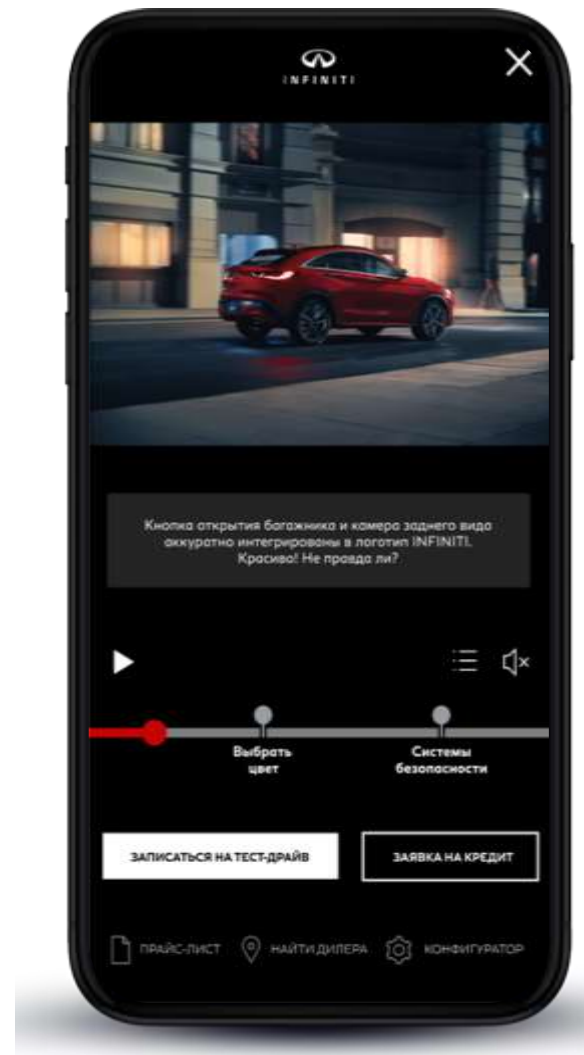 INFINITI
Кнопка открытия багажника и камера заднего вида
аккуратно интегрированы в логотип INFINITI.
Красиво! Не правда ли?
Выбрать
цвет
Системы
безопасности
ЗАПИСАТЬСЯ НА ТЕСТ-ДРАЙВ
ЗАЯВКА НА КРЕДИТ
ПРАЙС-ЛИСТ
НАЙТИ ДИЛЕРА
КОНФИГУРАТОР